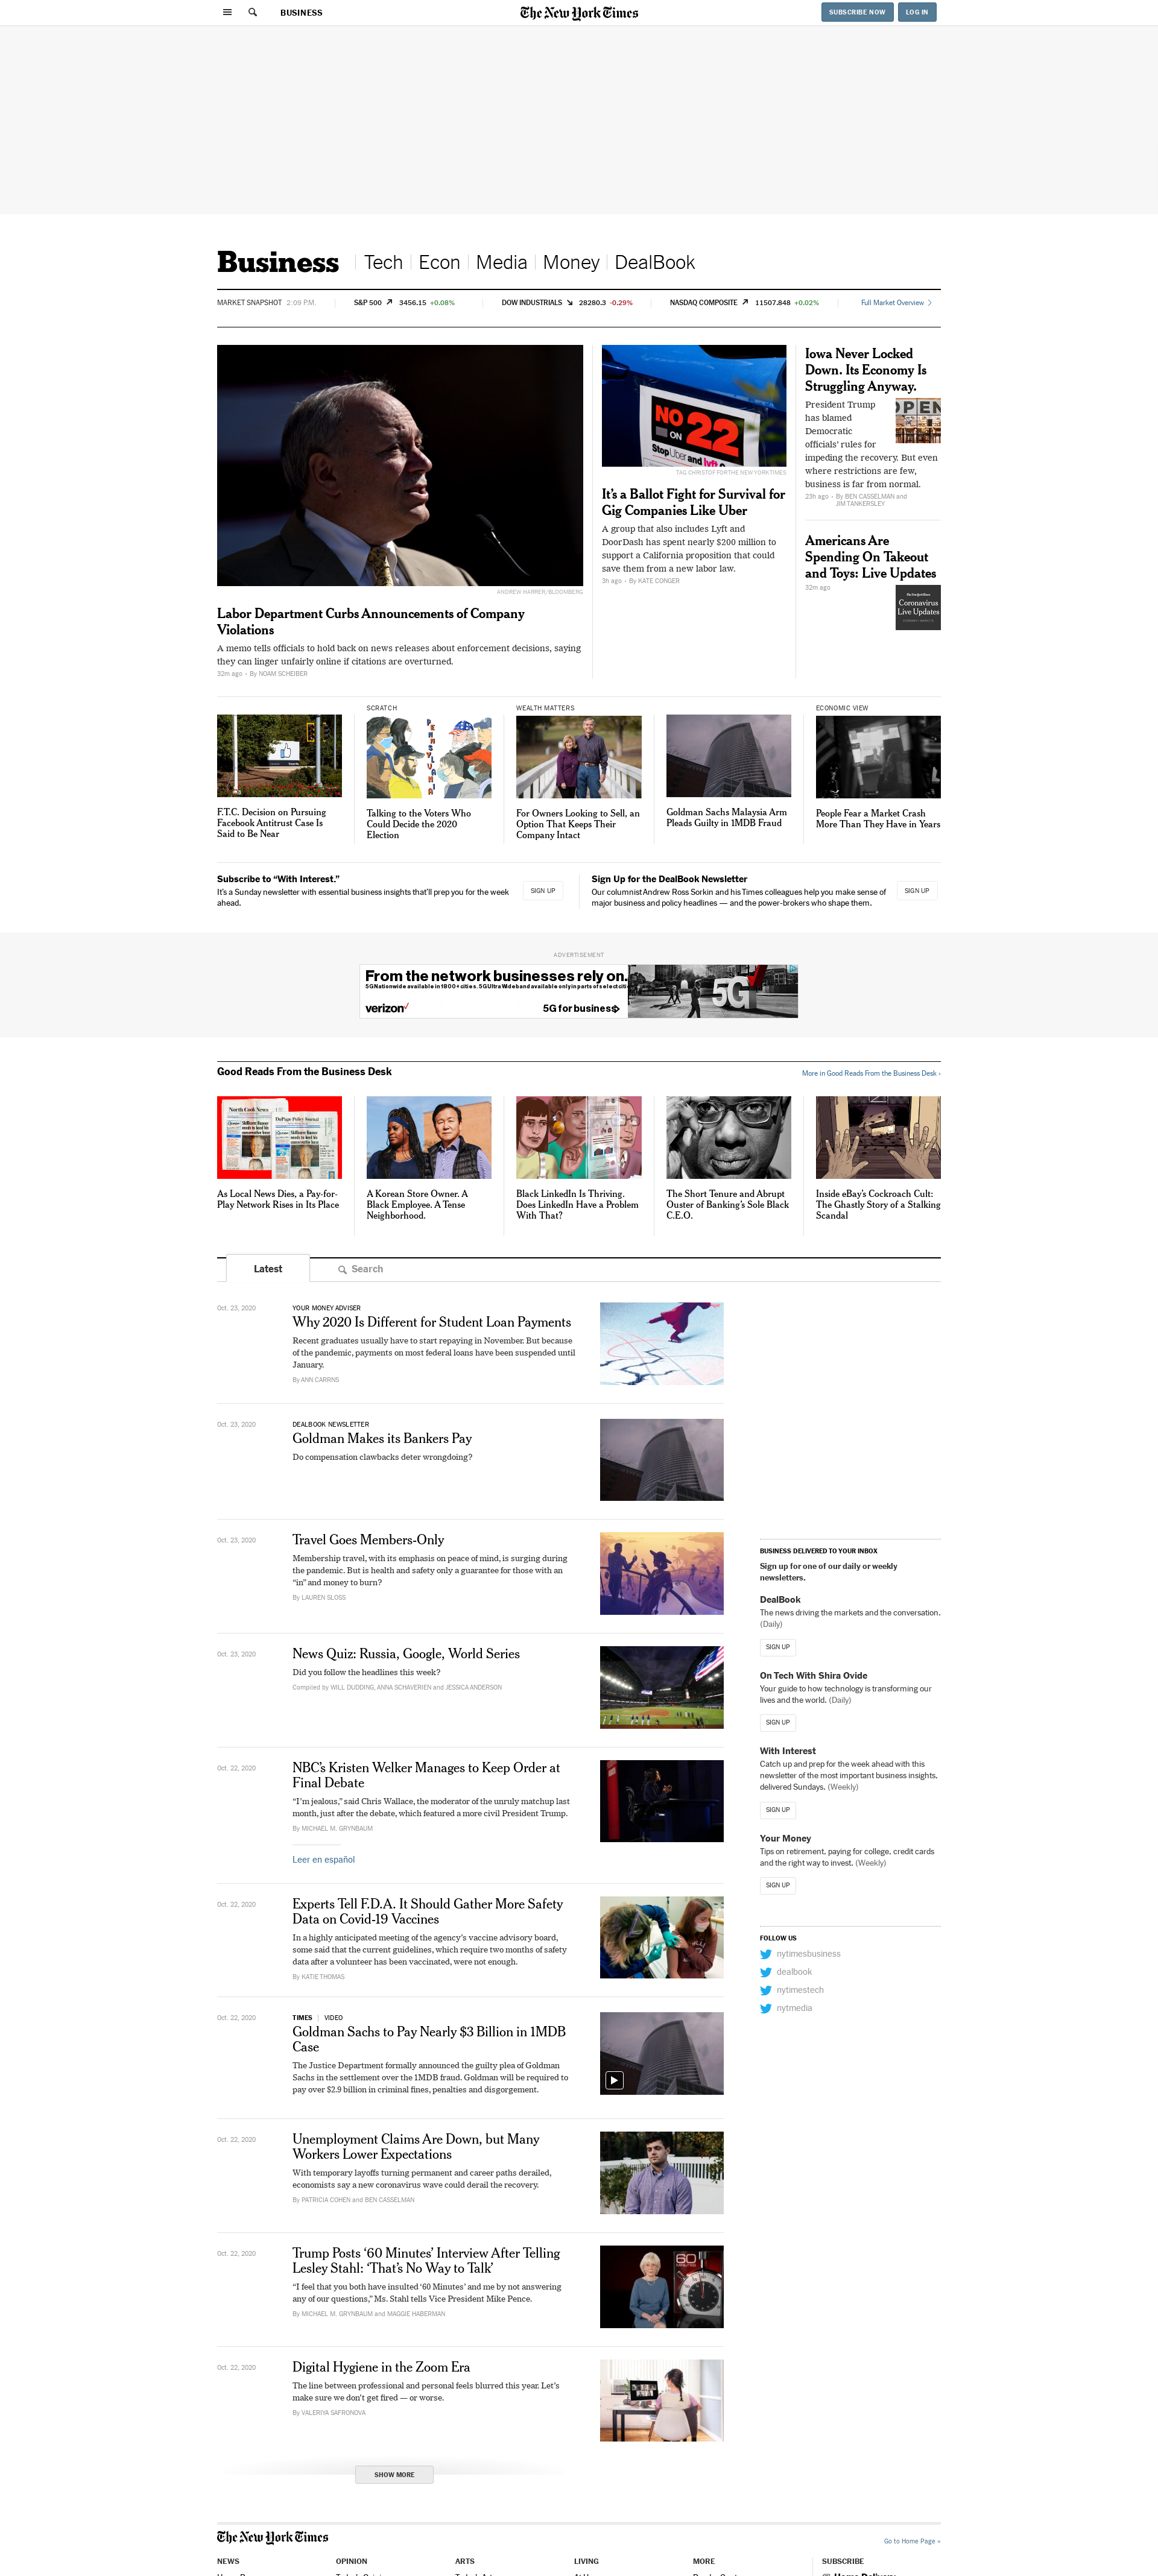 BUSINESS
The New York Times
SUBSCRIBE NOW
LOG IN
Business
Tech
Econ
Media
Money
DealBook
MARKET SNAPSHOT 2:09 P.M.
S&P 500 3456.15 +0.08%
DOW INDUSTRIALS 28280.3 -0.29%
NASDAQ COMPOSITE 11507.848 +0.02%
Full Market Overview
ANDREW HARRER/BLOOMBERG
Labor Department Curbs Announcements of Company
Violations
A memo tells officials to hold back on news releases about enforcement decisions, saying
they can linger unfairly online if citations are overturned.
32m ago • By NOAM SCHEIBER
NO
ON 22
Stop Uber and lyft
TAG CHRISTOF FOR THE NEW YORK TIMES
It’s a Ballot Fight for Survival for
Gig Companies Like Uber
A group that also includes Lyft and
DoorDash has spent nearly $200 million to
support a California proposition that could
save them from a new labor law.
3h ago • By KATE CONGER
Iowa Never Locked
Down. Its Economy Is
Struggling Anyway.
President Trump
has blamed
Democratic
officials’ rules for
impeding the recovery. But even
where restrictions are few,
business is far from normal.
OPEN
23h ago • By BEN CASSELMAN and
JIM TANKERSLEY
Americans Are
Spending On Takeout
and Toys: Live Updates
32m ago
Coronavirus
Live Updates
F.T.C. Decision on Pursuing
Facebook Antitrust Case Is
Said to Be Near
SCRATCH
PENNSYLVANIA
Talking to the Voters Who
Could Decide the 2020
Election
WEALTH MATTERS
For Owners Looking to Sell, an
Option That Keeps Their
Company Intact
Goldman Sachs Malaysia Arm
Pleads Guilty in 1MDB Fraud
ECONOMIC VIEW
People Fear a Market Crash
More Than They Have in Years
Subscribe to “With Interest.”
It’s a Sunday newsletter with essential business insights that’ll prep you for the week
ahead.
SIGN UP
Sign Up for the DealBook Newsletter
Our columnist Andrew Ross Sorkin and his Times colleagues help you make sense of
major business and policy headlines — and the power-brokers who shape them.
SIGN UP
ADVERTISEMENT
From the network businesses rely on.
5G Nationwide available in 1800+ cities. 5G Ultra Wideband available only in parts of select citie
verizon
5G for business
5G
Good Reads From the Business Desk
More in Good Reads From the Business Desk ›
North Cook News
DuPage Policy Journal
As Local News Dies, a Pay-for-
Play Network Rises in Its Place
A Korean Store Owner. A
Black Employee. A Tense
Neighborhood.
Black LinkedIn Is Thriving.
Does LinkedIn Have a Problem
With That?
The Short Tenure and Abrupt
Ouster of Banking’s Sole Black
C.E.O.
Inside eBay’s Cockroach Cult:
The Ghastly Story of a Stalking
Scandal
Latest
Search
Oct. 23, 2020
YOUR MONEY ADVISER
Why 2020 Is Different for Student Loan Payments
Recent graduates usually have to start repaying in November. But because
of the pandemic, payments on most federal loans have been suspended until
January.
By ANN CARRNS
Oct. 23, 2020
DEALBOOK NEWSLETTER
Goldman Makes its Bankers Pay
Do compensation clawbacks deter wrongdoing?
Oct. 23, 2020
Travel Goes Members-Only
Membership travel, with its emphasis on peace of mind, is surging during
the pandemic. But is health and safety only a guarantee for those with an
“in” and money to burn?
By LAUREN SLOSS
Oct. 23, 2020
News Quiz: Russia, Google, World Series
Did you follow the headlines this week?
Compiled by WILL DUDDING, ANNA SCHAVERIEN and JESSICA ANDERSON
Oct. 22, 2020
NBC’s Kristen Welker Manages to Keep Order at
Final Debate
“I’m jealous,” said Chris Wallace, the moderator of the unruly matchup last
month, just after the debate, which featured a more civil President Trump.
By MICHAEL M. GRYNBAUM
Leer en español
Oct. 22, 2020
Experts Tell F.D.A. It Should Gather More Safety
Data on Covid-19 Vaccines
In a highly anticipated meeting of the agency’s vaccine advisory board,
some said that the current guidelines, which require two months of safety
data after a volunteer has been vaccinated, were not enough.
By KATIE THOMAS
Oct. 22, 2020
TIMES | VIDEO
Goldman Sachs to Pay Nearly $3 Billion in 1MDB
Case
The Justice Department formally announced the guilty plea of Goldman
Sachs in the settlement over the 1MDB fraud. Goldman will be required to
pay over $2.9 billion in criminal fines, penalties and disgorgement.
Oct. 22, 2020
Unemployment Claims Are Down, but Many
Workers Lower Expectations
With temporary layoffs turning permanent and career paths derailed,
economists say a new coronavirus wave could derail the recovery.
By PATRICIA COHEN and BEN CASSELMAN
Oct. 22, 2020
Trump Posts ‘60 Minutes’ Interview After Telling
Lesley Stahl: ‘That’s No Way to Talk’
“I feel that you both have insulted ‘60 Minutes’ and me by not answering
any of our questions,” Ms. Stahl tells Vice President Mike Pence.
By MICHAEL M. GRYNBAUM and MAGGIE HABERMAN
60
MINUTES
Oct. 22, 2020
Digital Hygiene in the Zoom Era
The line between professional and personal feels blurred this year. Let’s
make sure we don’t get fired — or worse.
By VALERIYA SAFRONOVA
SHOW MORE
BUSINESS DELIVERED TO YOUR INBOX
Sign up for one of our daily or weekly
newsletters.
DealBook
The news driving the markets and the conversation.
(Daily)
SIGN UP
On Tech With Shira Ovide
Your guide to how technology is transforming our
lives and the world. (Daily)
SIGN UP
With Interest
Catch up and prep for the week ahead with this
newsletter of the most important business insights,
delivered Sundays. (Weekly)
SIGN UP
Your Money
Tips on retirement, paying for college, credit cards
and the right way to invest. (Weekly)
SIGN UP
FOLLOW US
nytimesbusiness
dealbook
nytimestech
nytmedia
The New York Times
Go to Home Page »
NEWS
OPINION
ARTS
LIVING
MORE
SUBSCRIBE